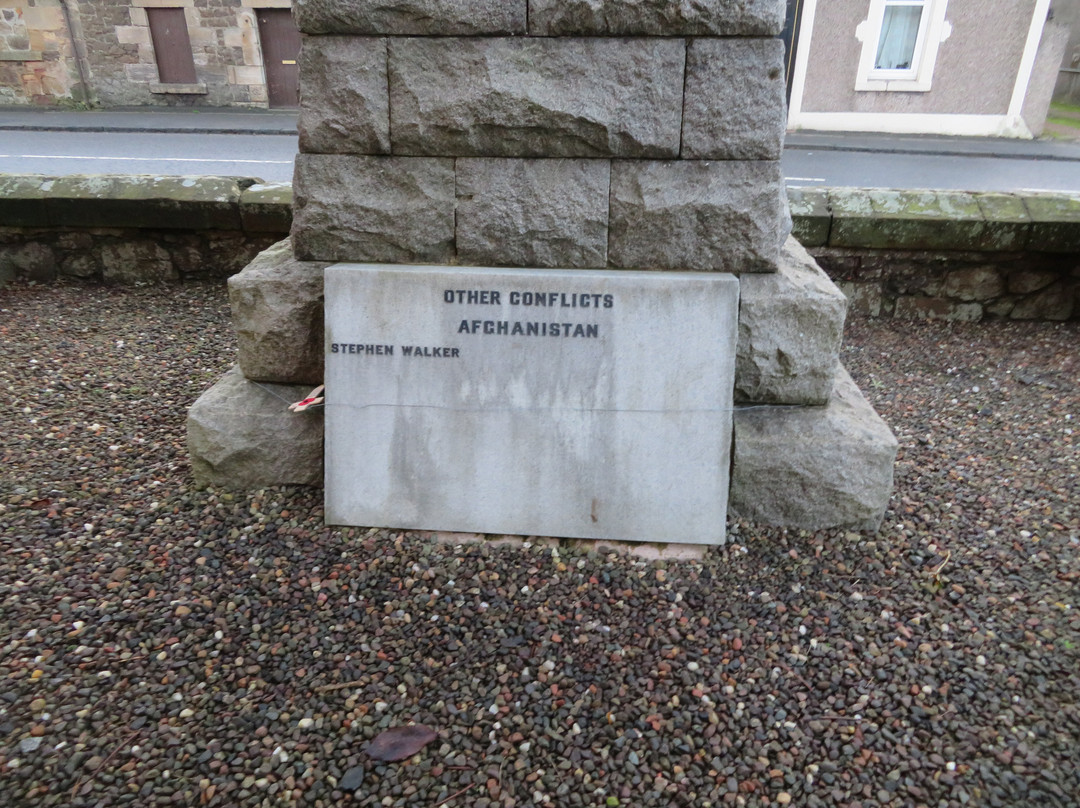 OTHER CONFLICTS
AFGHANISTAN
STEPHEN WALKER